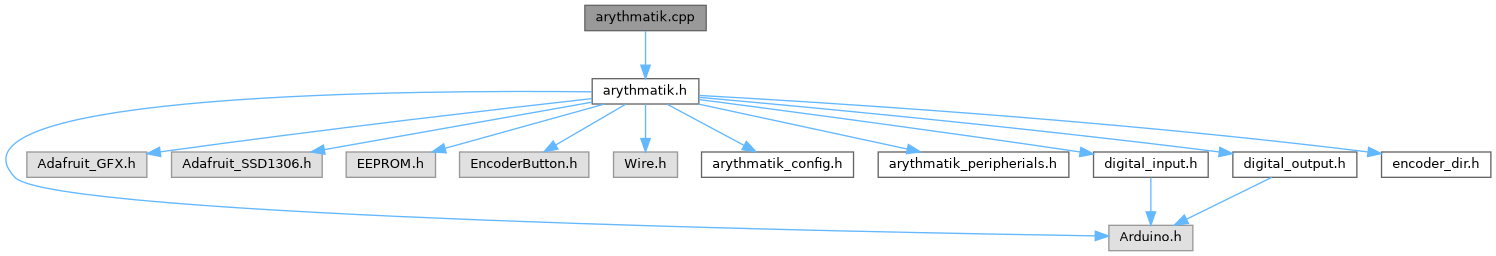 arythmatik.cpp
arythmatik.h
Adafruit_GFX.h
Adafruit_SSD1306.h
EEPROM.h
EncoderButton.h
Wire.h
arythmatik_config.h
arythmatik_peripherials.h
digital_input.h
digital_output.h
encoder_dir.h
Arduino.h